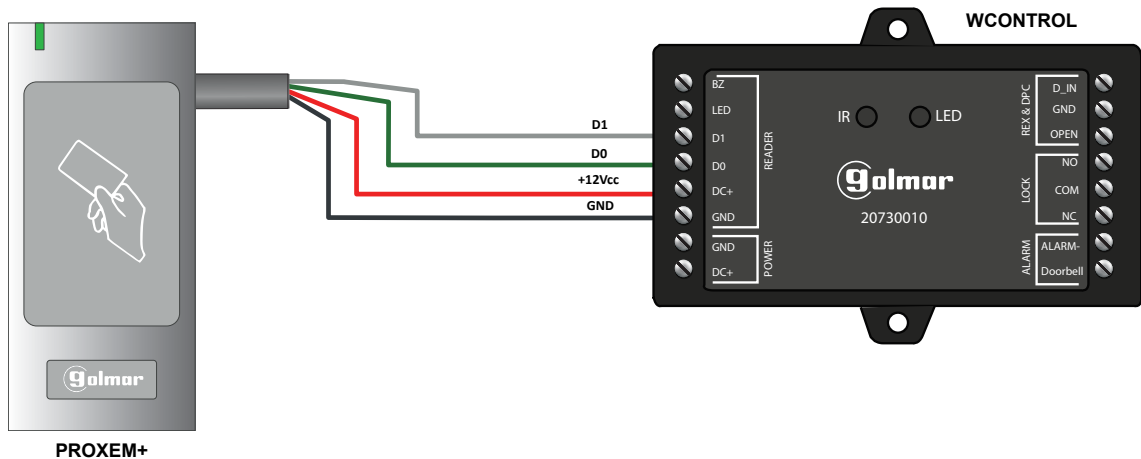 WCONTROL
D1
D0
+12Vcc
GND
BZ
LED
D1
D0
DC+
GND
READER
GND
DC+
POWER
IR
LED
golmar
20730010
REX & DPC
D_IN
GND
OPEN
LOCK
NO
COM
NC
ALARM
ALARM-
Doorbell
golmar
PROXEM+